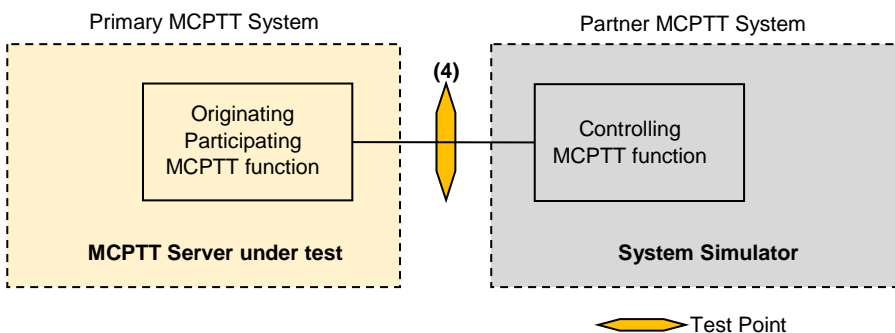 Primary MCPTT System
Partner MCPTT System
(4)
Originating
Participating
MCPTT function
Controlling
MCPTT function
MCPTT Server under test
System Simulator
Test Point